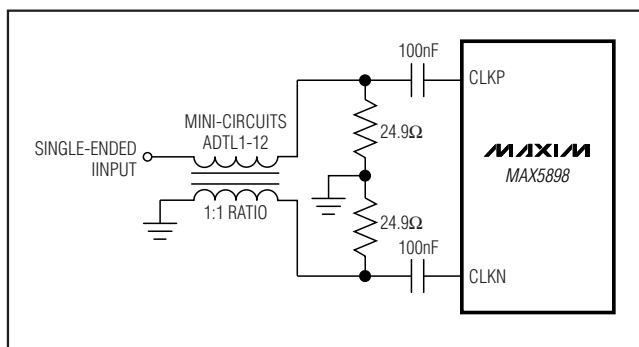 100nF
CLKP
MINI-CIRCUITS
ADTL1-12
24.9Ω
SINGLE-ENDED
IINPUT
MAXIM
MAX5898
1:1 RATIO
24.9Ω
100nF
CLKN